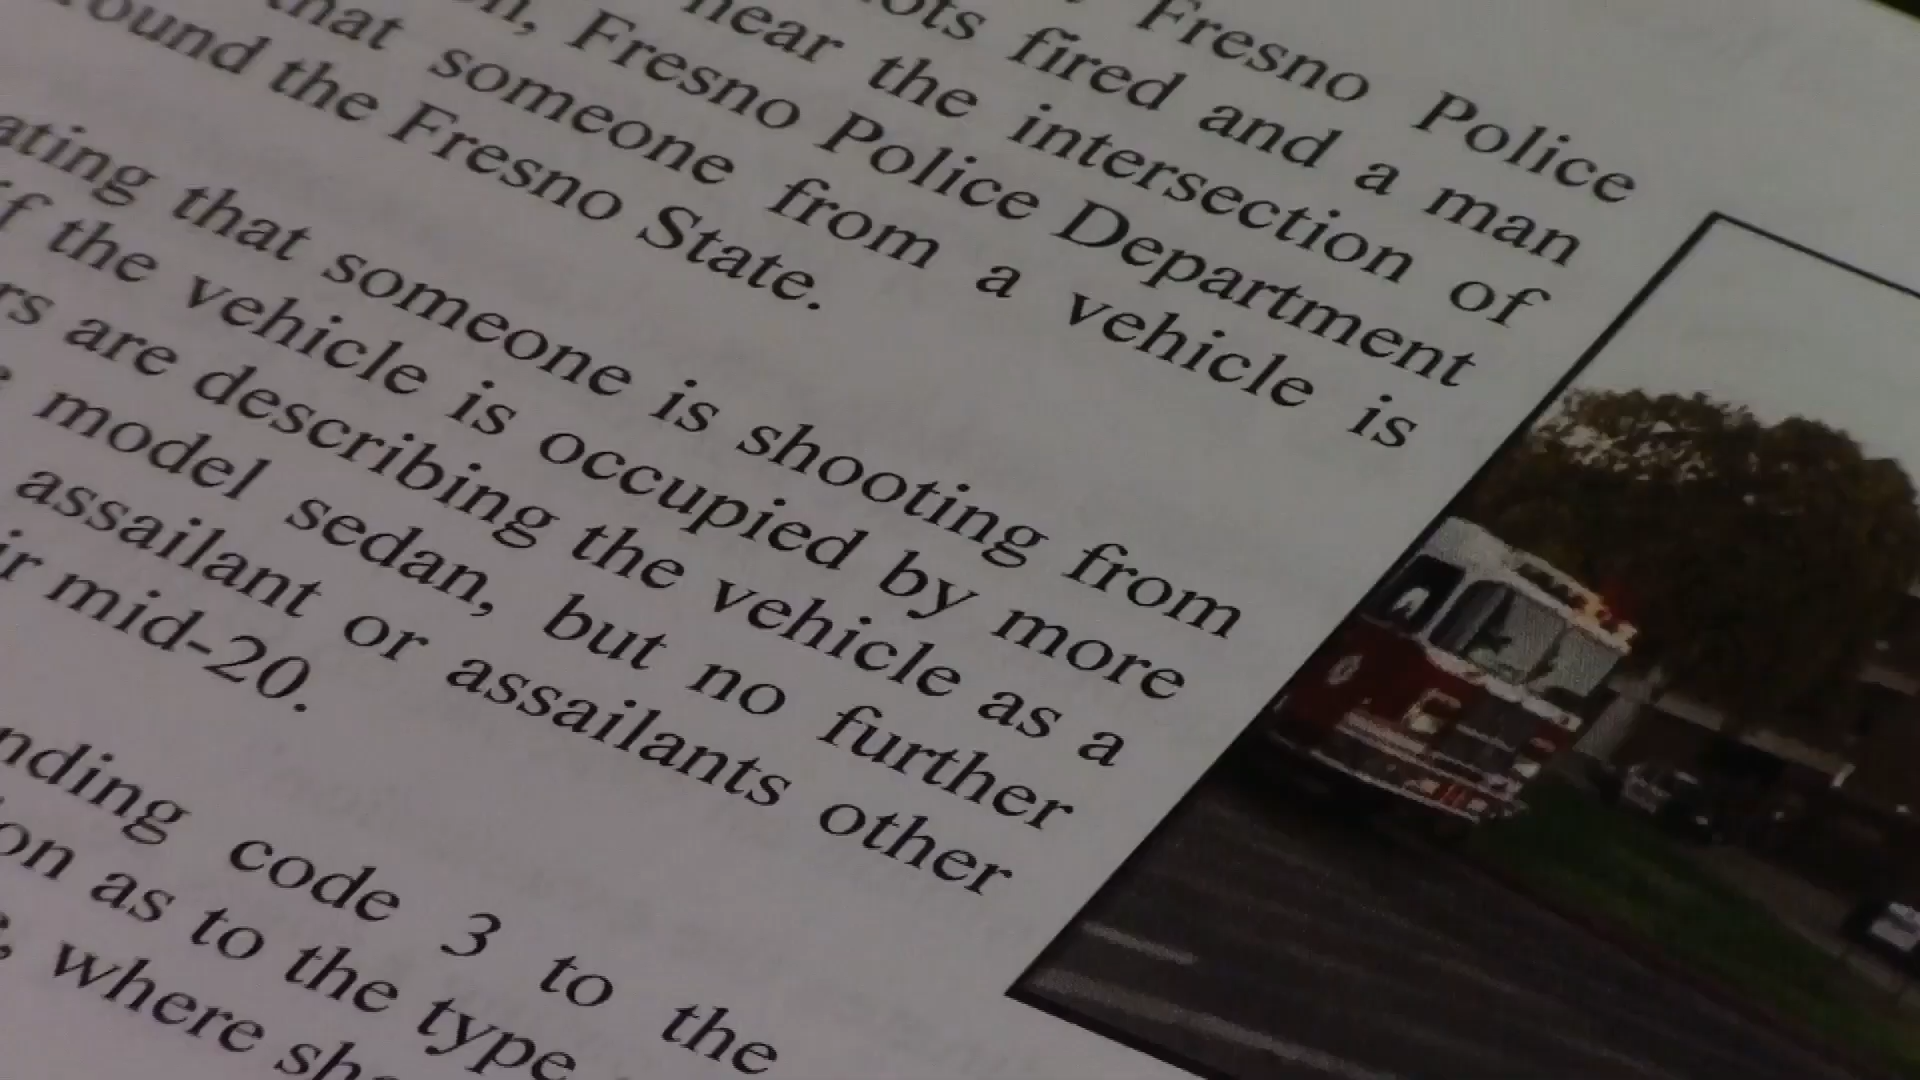 Fresno Police
ots fired and a man
near the intersection of
n, Fresno Police Department
that someone from a vehicle is
ound the Fresno State.
ating that someone is shooting from
f the vehicle is occupied by more
rs are describing the vehicle as a
model sedan, but no further
assailant or assailants other
ir mid-20.
nding code 3 to the
on as to the type
, where sh